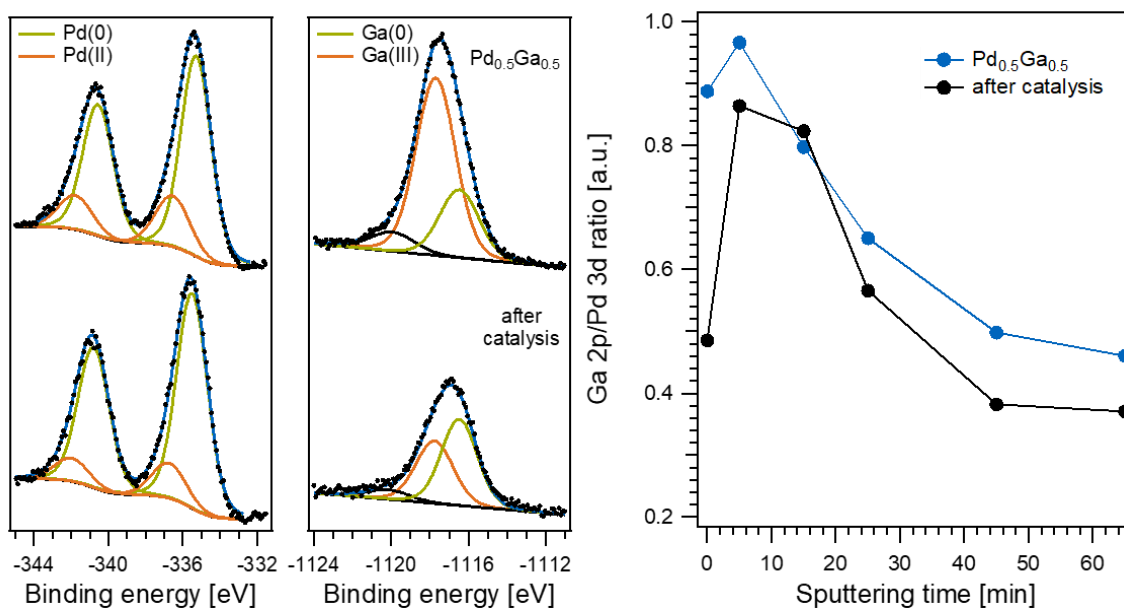 Pd(0)
Pd(II)
-344
-340
-336
-332
Binding energy [eV]
Ga(0)
Ga(III)
Pd0.5Ga0.5
after
catalysis
-1124
-1120
-1116
-1112
Binding energy [eV]
Ga 2p/Pd 3d ratio [a.u.]
1.0
0.8
0.6
0.4
0.2
Pd0.5Ga0.5
after catalysis
0
10
20
30
40
50
60
Sputtering time [min]